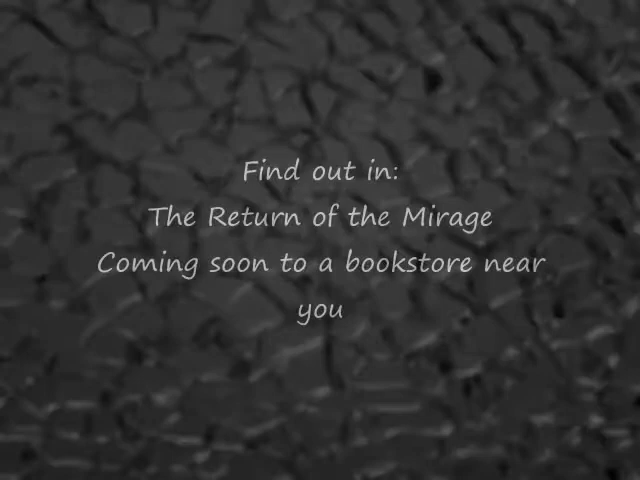 Find out in:
The Return of the Mirage
Coming soon to a bookstore near
you